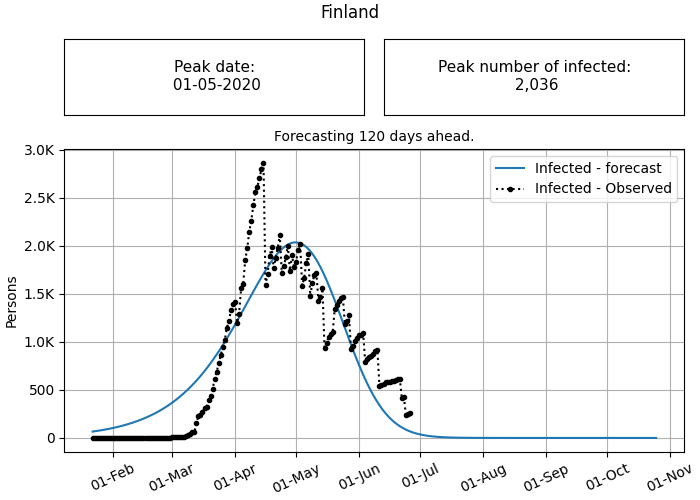 Finland
Peak date:
01-05-2020
Peak number of infected:
2,036
Forecasting 120 days ahead.
3.0K
2.5K
2.0K
1.5K
1.0K
500
0
Persons
Infected - forecast
Infected - Observed
01-Feb
01-Mar
01-Apr
01-May
01-Jun
01-Jul
01-Aug
01-Sep
01-Oct
01-Nov